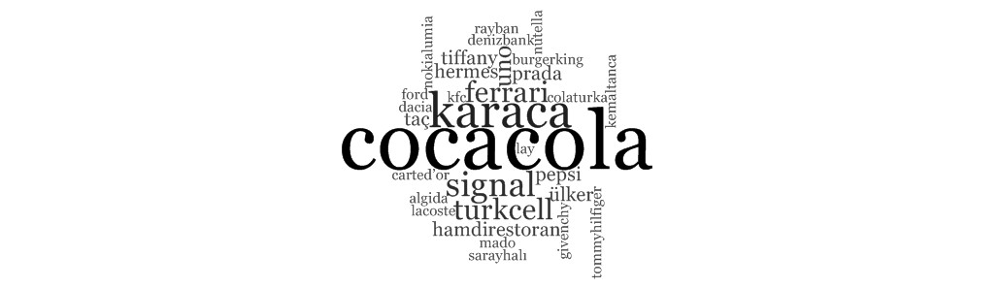 rayban
denizbank
nutella
nokialumia
tiffany
uno
burgerking
hermes
prada
kemaltanca
ford
kfc
ferrari
colaturka
dacia
karaca
taç
cocacola
lay
carted'or
signal
pepsi
algida
ülker
lacoste
turkcell
givenchy
tommyhilfiger
hamdirestoran
mado
sarayhalı